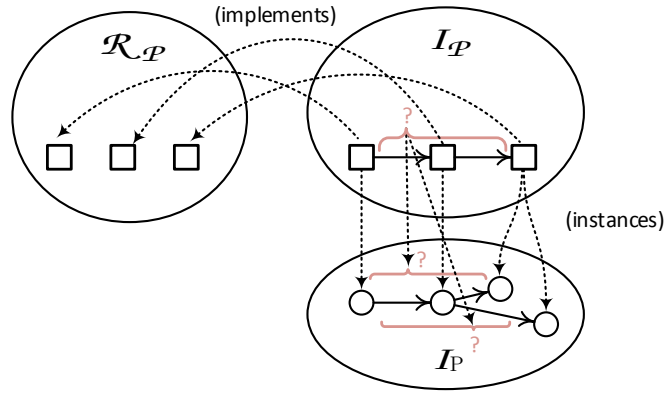 (implements)
𝓡𝒫
I𝒫
?
(instances)
?
?
IP